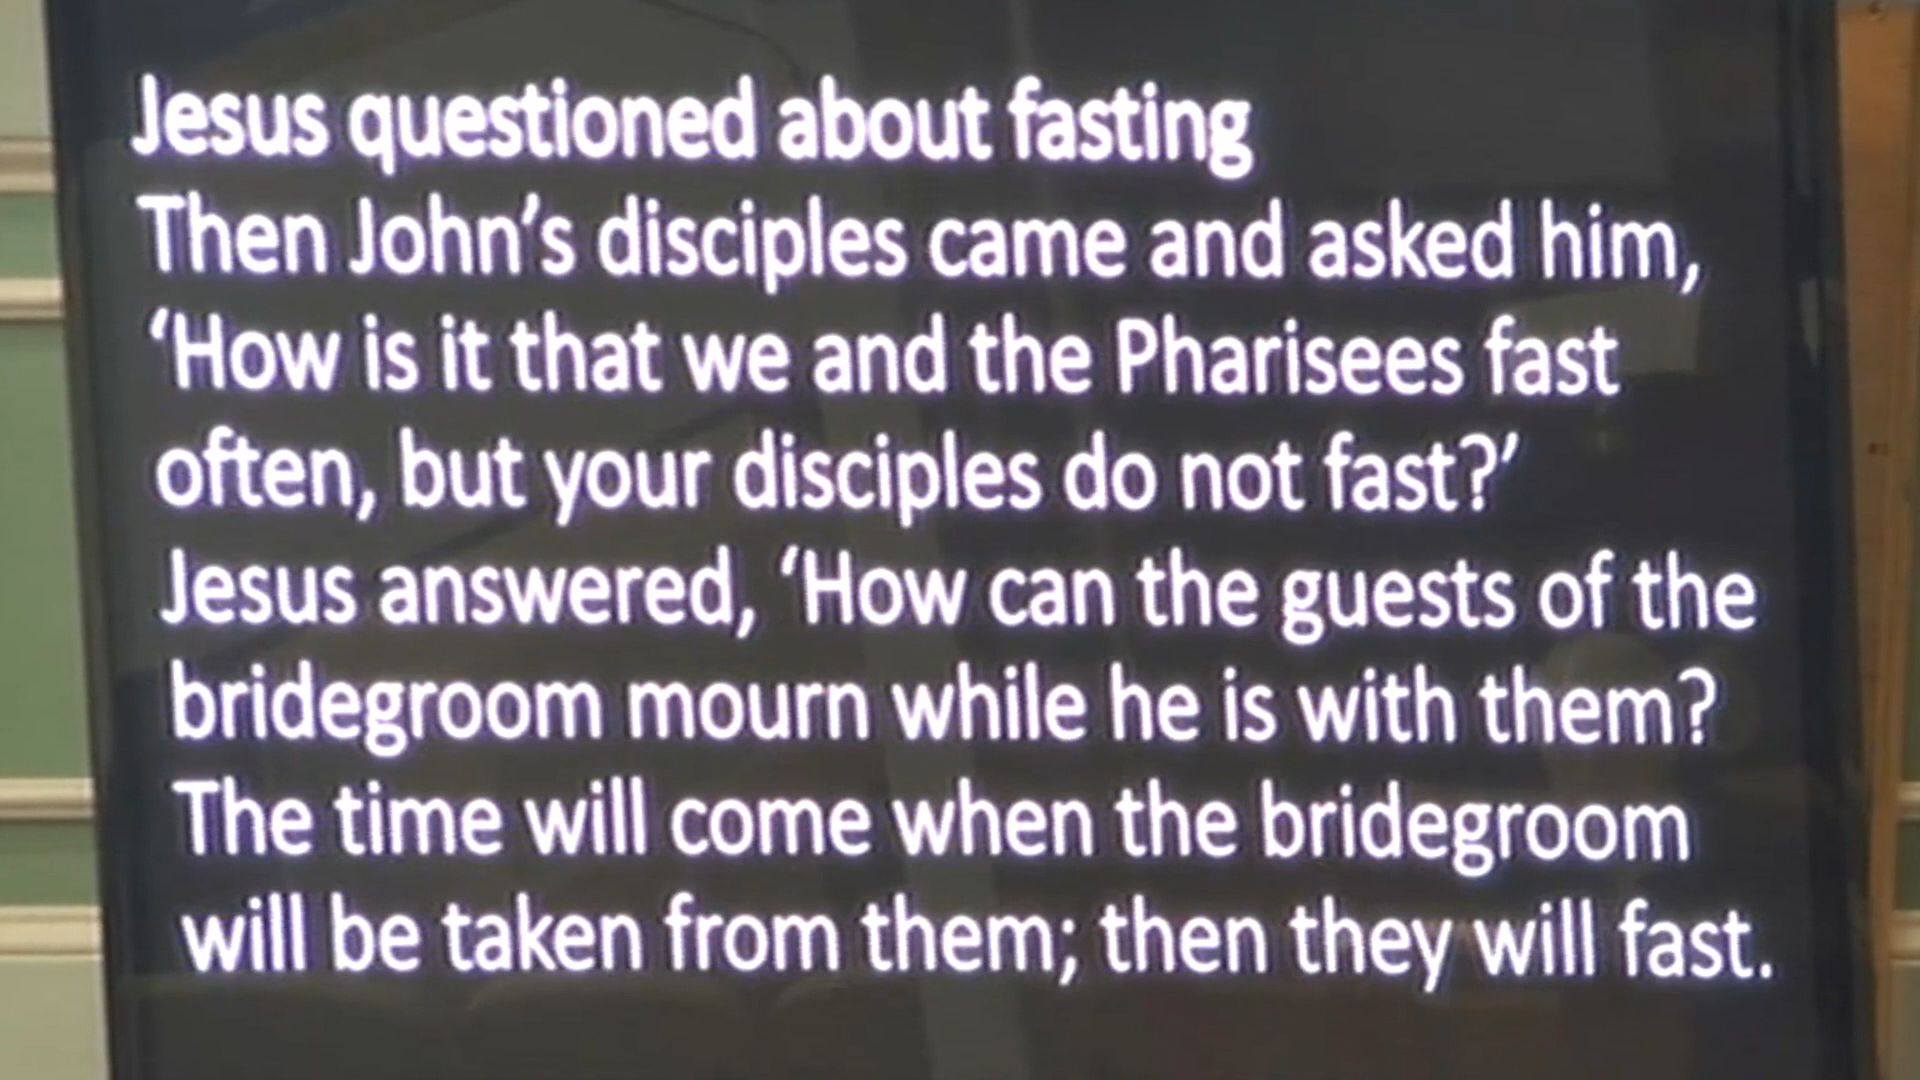 Jesus questioned about fasting
Then John’s disciples came and asked him,
‘How is it that we and the Pharisees fast
often, but your disciples do not fast?’
Jesus answered, ‘How can the guests of the
bridegroom mourn while he is with them?
The time will come when the bridegroom
will be taken from them; then they will fast.